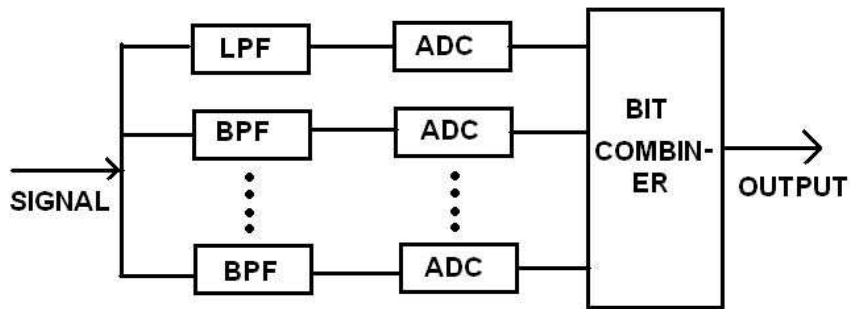 LPF
ADC
BPF
ADC
BIT
COMBIN-
ER
SIGNAL
OUTPUT
BPF
ADC